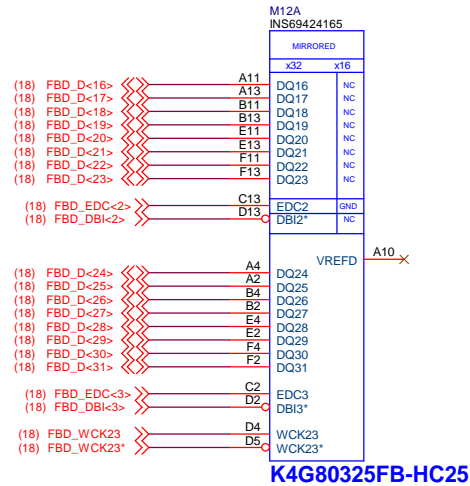 M12A
INS69424165
MIRRORED
x32 x16
(18) FBD_D<16> A11 DQ16 NC
(18) FBD_D<17> A13 DQ17 NC
(18) FBD_D<18> B11 DQ18 NC
(18) FBD_D<19> B13 DQ19 NC
(18) FBD_D<20> E11 DQ20 NC
(18) FBD_D<21> E13 DQ21 NC
(18) FBD_D<22> F11 DQ22 NC
(18) FBD_D<23> F13 DQ23 NC
(18) FBD_EDC<2> C13 EDC2 GND
(18) FBD_DBI<2> D13 DBI2* NC
VREFD A10
(18) FBD_D<24> A4 DQ24
(18) FBD_D<25> A2 DQ25
(18) FBD_D<26> B4 DQ26
(18) FBD_D<27> B2 DQ27
(18) FBD_D<28> E4 DQ28
(18) FBD_D<29> E2 DQ29
(18) FBD_D<30> F4 DQ30
(18) FBD_D<31> F2 DQ31
(18) FBD_EDC<3> C2 EDC3
(18) FBD_DBI<3> D2 DBI3*
(18) FBD_WCK23 D4 WCK23
(18) FBD_WCK23* D5 WCK23*
K4G80325FB-HC25